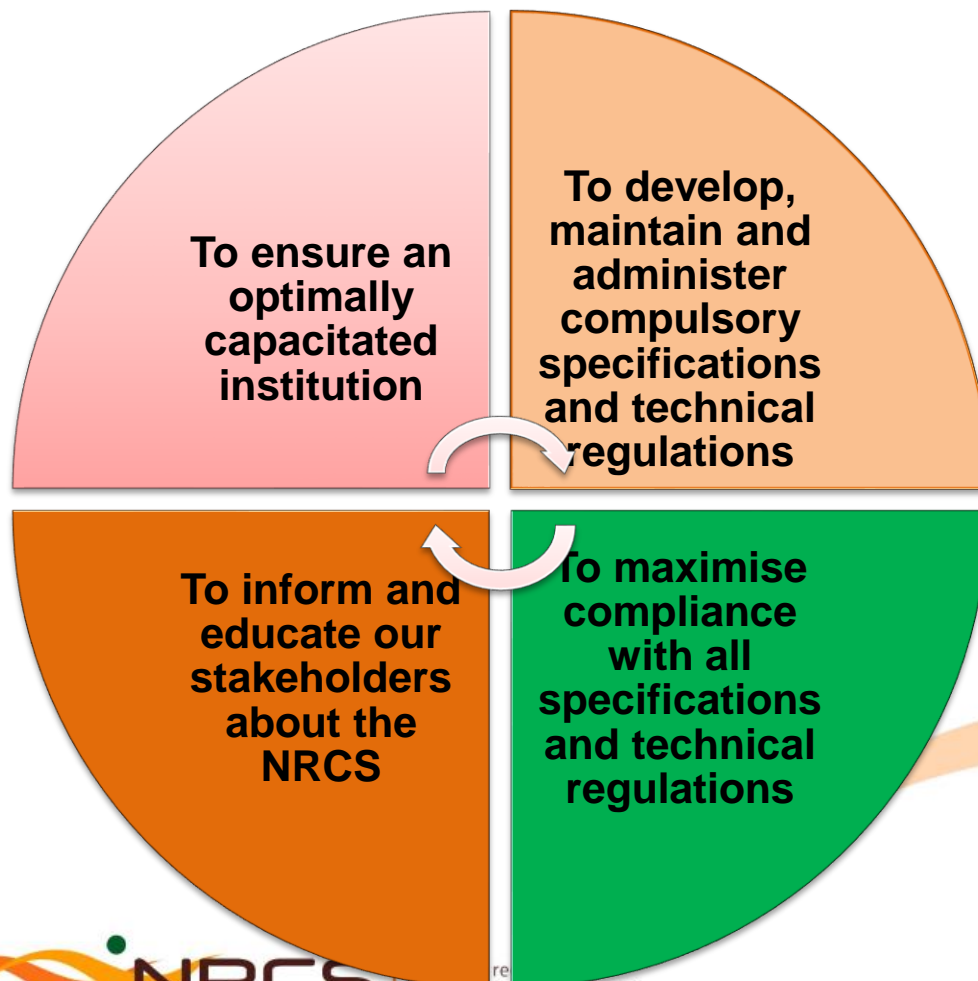 To ensure an
optimally
capacitated
institution
To develop,
maintain and
administer
compulsory
specifications
and technical
regulations
To inform and
educate our
stakeholders
about the
NRCS
To maximise
compliance
with all
specifications
and technical
regulations
NRCS